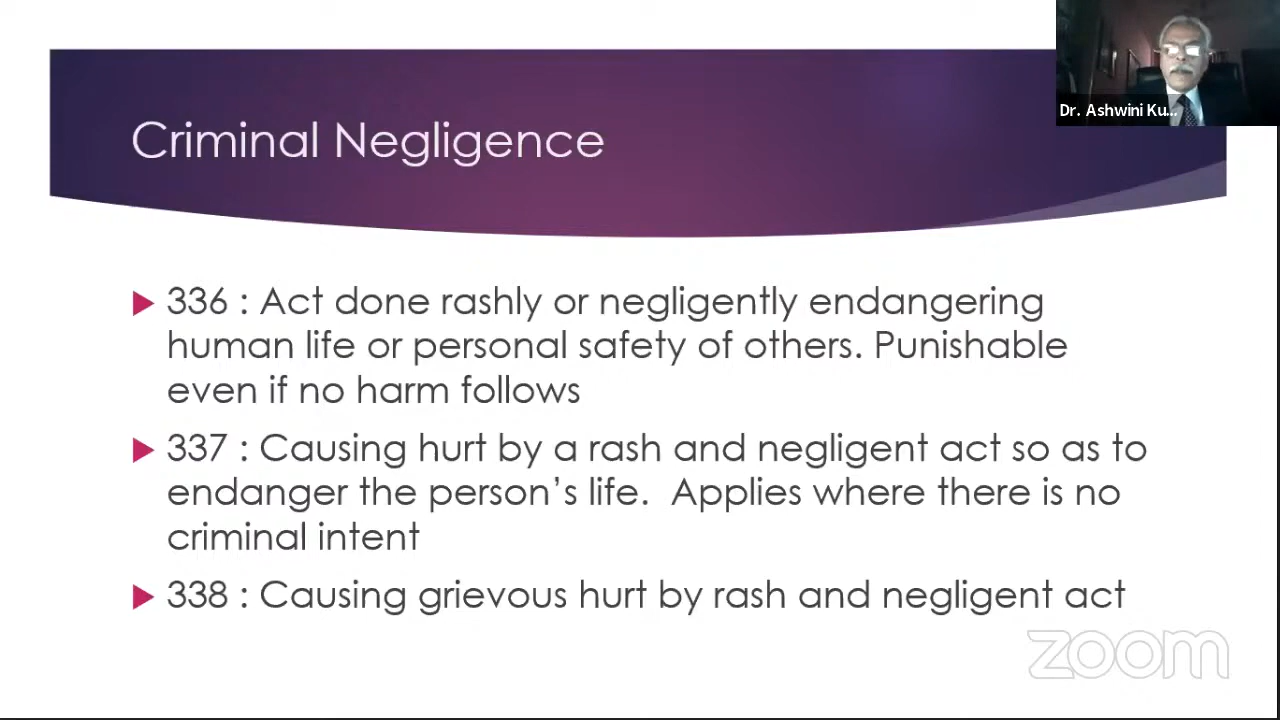 Dr. Ashwini Ku...
Criminal Negligence
336 : Act done rashly or negligently endangering
human life or personal safety of others. Punishable
even if no harm follows
337 : Causing hurt by a rash and negligent act so as to
endanger the person’s life.  Applies where there is no
criminal intent
338 : Causing grievous hurt by rash and negligent act
zoom